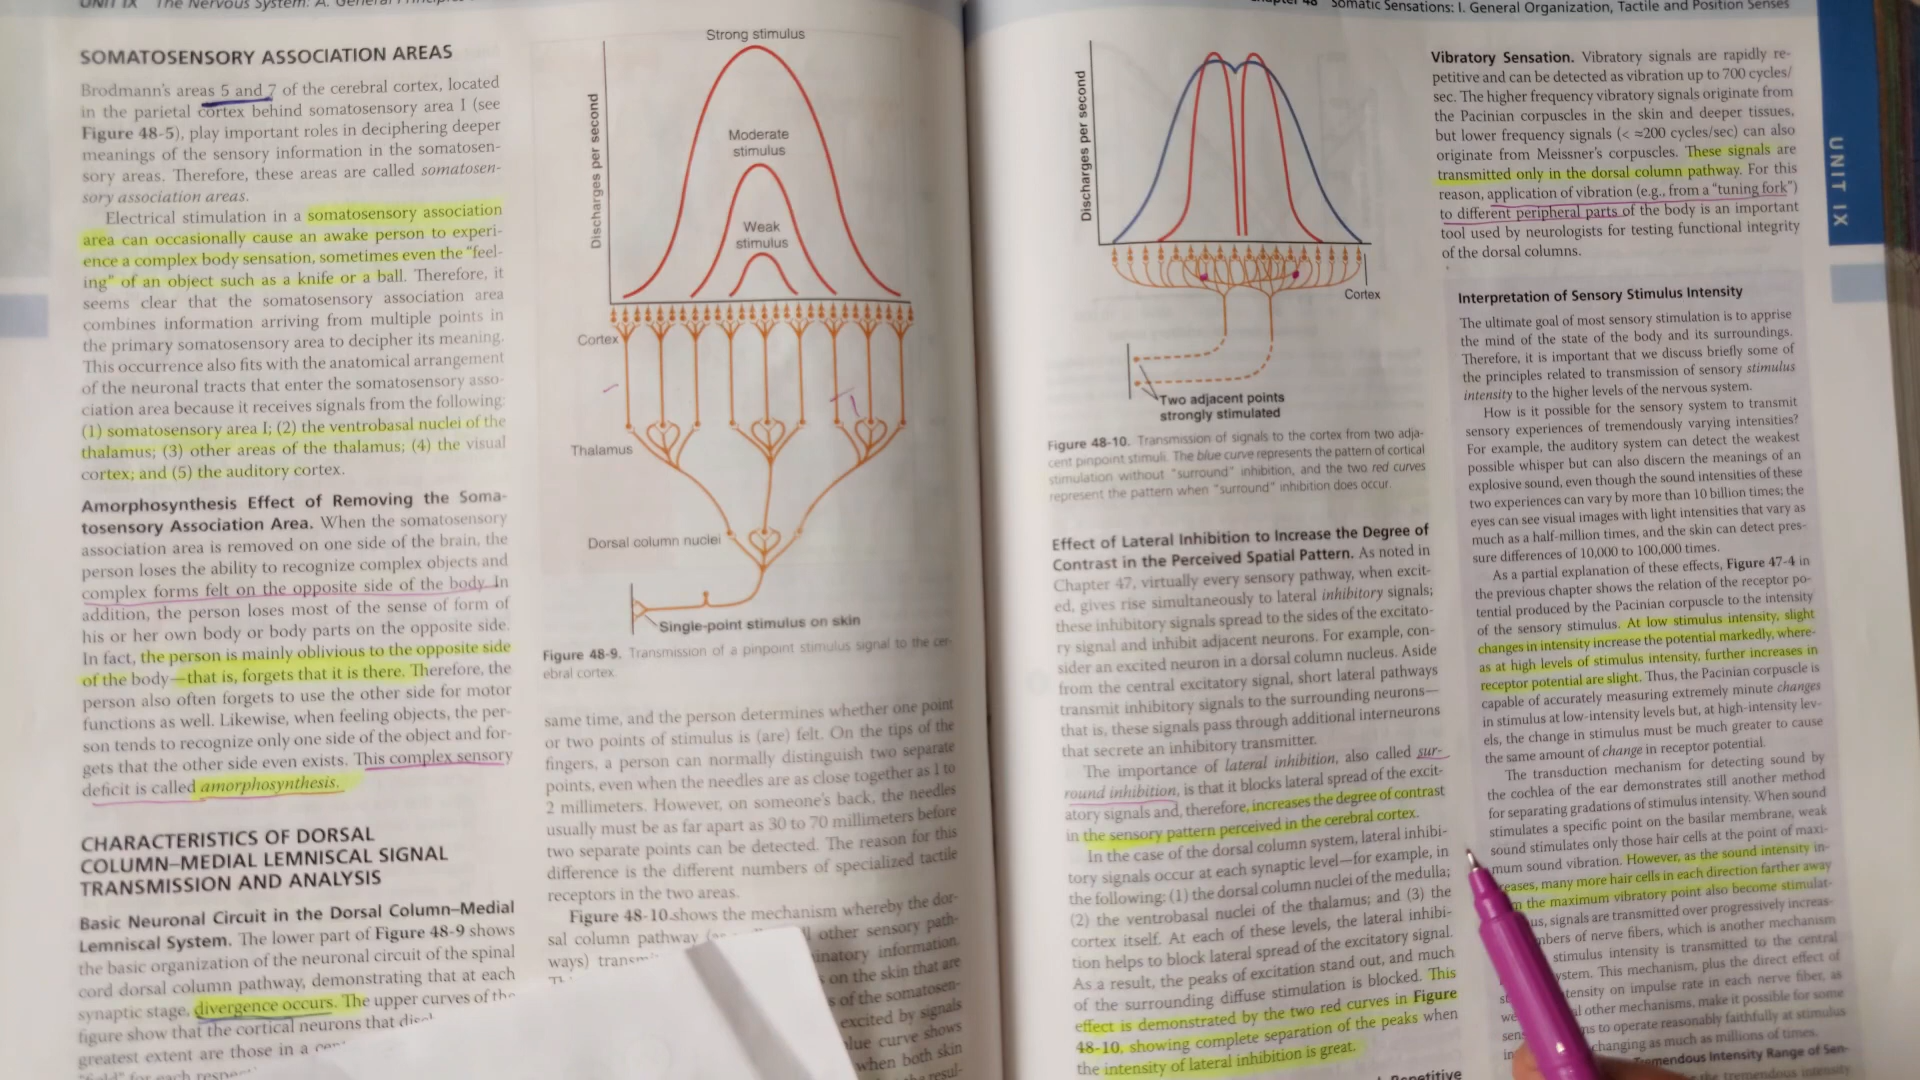 UNIT IX The Nervous System: A. General
SOMATOSENSORY ASSOCIATION AREAS
Brodmann's areas 5 and 7 of the cerebral cortex, located
in the parietal cortex behind somatosensory area I (see
Figure 48-5), play important roles in deciphering deeper
meanings of the sensory information in the somatosen-
sory areas. Therefore, these areas are called somatosen-
sory association areas.
Electrical stimulation in a somatosensory association
area can occasionally cause an awake person to experi-
ence a complex body sensation, sometimes even the "feel-
ing" of an object such as a knife or a ball. Therefore, it
seems clear that the somatosensory association area
combines information arriving from multiple points in
the primary somatosensory area to decipher its meaning.
This occurrence also fits with the anatomical arrangement
of the neuronal tracts that enter the somatosensory asso-
ciation area because it receives signals from the following:
(1) somatosensory area I; (2) the ventrobasal nuclei of the
thalamus; (3) other areas of the thalamus; (4) the visual
cortex; and (5) the auditory cortex.
Amorphosynthesis Effect of Removing the Soma-
tosensory Association Area. When the somatosensory
association area is removed on one side of the brain, the
person loses the ability to recognize complex objects and
complex forms felt on the opposite side of the body. In
addition, the person loses most of the sense of form of
his or her own body or body parts on the opposite side.
In fact, the person is mainly oblivious to the opposite side
of the body—that is, forgets that it is there. Therefore, the
person also often forgets to use the other side for motor
functions as well. Likewise, when feeling objects, the per-
son tends to recognize only one side of the object and for-
gets that the other side even exists. This complex sensory
deficit is called amorphosynthesis.
CHARACTERISTICS OF DORSAL
COLUMN–MEDIAL LEMNISCAL SIGNAL
TRANSMISSION AND ANALYSIS
Basic Neuronal Circuit in the Dorsal Column–Medial
Lemniscal System. The lower part of Figure 48-9 shows
the basic organization of the neuronal circuit of the spinal
cord dorsal column pathway, demonstrating that at each
synaptic stage, divergence occurs. The upper curves of the
figure show that the cortical neurons that
greatest extent are those in a
Strong stimulus
Discharges per second
Moderate
stimulus
Weak
stimulus
Cortex
Thalamus
Dorsal column nuclei
Single-point stimulus on skin
Figure 48-9. Transmission of a pinpoint stimulus signal to the cer-
ebral cortex.
same time, and the person determines whether one point
or two points of stimulus is (are) felt. On the tips of the
fingers, a person can normally distinguish two separate
points, even when the needles are as close together as 1 to
2 millimeters. However, on someone's back, the needles
usually must be as far apart as 30 to 70 millimeters before
two separate points can be detected. The reason for this
difference is the different numbers of specialized tactile
receptors in the two areas.
Figure 48-10 shows the mechanism whereby the dor-
sal column pathway other sensory path-
ways)
on the skin that are
s of the somatosen-
excited by signals
blue curve shows
when both skin
Chapter 48 Somatic Sensations: I. General Organization, Tactile and Position Senses
UNIT IX
Discharges per second
Cortex
Two adjacent points
strongly stimulated
Figure 48-10. Transmission of signals to the cortex from two adja-
cent pinpoint stimuli. The blue curve represents the pattern of cortical
stimulation without "surround" inhibition, and the two red curves
represent the pattern when "surround" inhibition does occur.
Effect of Lateral Inhibition to Increase the Degree of
Contrast in the Perceived Spatial Pattern. As noted in
Chapter 47, virtually every sensory pathway, when excit-
ed, gives rise simultaneously to lateral inhibitory signals;
these inhibitory signals spread to the sides of the excitato-
ry signal and inhibit adjacent neurons. For example, con-
sider an excited neuron in a dorsal column nucleus. Aside
from the central excitatory signal, short lateral pathways
transmit inhibitory signals to the surrounding neurons—
that is, these signals pass through additional interneurons
that secrete an inhibitory transmitter.
The importance of lateral inhibition, also called sur-
round inhibition, is that it blocks lateral spread of the excit-
atory signals and, therefore, increases the degree of contrast
in the sensory pattern perceived in the cerebral cortex.
In the case of the dorsal column system, lateral inhibi-
tory signals occur at each synaptic level—for example, in
the following: (1) the dorsal column nuclei of the medulla;
(2) the ventrobasal nuclei of the thalamus; and (3) the
cortex itself. At each of these levels, the lateral inhibi-
tion helps to block lateral spread of the excitatory signal.
As a result, the peaks of excitation stand out, and much
of the surrounding diffuse stimulation is blocked. This
effect is demonstrated by the two red curves in Figure
48-10, showing complete separation of the peaks when
the intensity of lateral inhibition is great.
Vibratory Sensation. Vibratory signals are rapidly re-
petitive and can be detected as vibration up to 700 cycles/
sec. The higher frequency vibratory signals originate from
the Pacinian corpuscles in the skin and deeper tissues,
but lower frequency signals (< ≈200 cycles/sec) can also
originate from Meissner's corpuscles. These signals are
transmitted only in the dorsal column pathway. For this
reason, application of vibration (e.g., from a "tuning fork")
to different peripheral parts of the body is an important
tool used by neurologists for testing functional integrity
of the dorsal columns.
Interpretation of Sensory Stimulus Intensity
The ultimate goal of most sensory stimulation is to apprise
the mind of the state of the body and its surroundings.
Therefore, it is important that we discuss briefly some of
the principles related to transmission of sensory stimulus
intensity to the higher levels of the nervous system.
How is it possible for the sensory system to transmit
sensory experiences of tremendously varying intensities?
For example, the auditory system can detect the weakest
possible whisper but can also discern the meanings of an
explosive sound, even though the sound intensities of these
two experiences can vary by more than 10 billion times; the
eyes can see visual images with light intensities that vary as
much as a half-million times, and the skin can detect pres-
sure differences of 10,000 to 100,000 times.
As a partial explanation of these effects, Figure 47-4 in
the previous chapter shows the relation of the receptor po-
tential produced by the Pacinian corpuscle to the intensity
of the sensory stimulus. At low stimulus intensity, slight
changes in intensity increase the potential markedly, where-
as at high levels of stimulus intensity, further increases in
receptor potential are slight. Thus, the Pacinian corpuscle is
capable of accurately measuring extremely minute changes
in stimulus at low-intensity levels but, at high-intensity lev-
els, the change in stimulus must be much greater to cause
the same amount of change in receptor potential.
The transduction mechanism for detecting sound by
the cochlea of the ear demonstrates still another method
for separating gradations of stimulus intensity. When sound
stimulates a specific point on the basilar membrane, weak
sound stimulates only those hair cells at the point of maxi-
mum sound vibration. However, as the sound intensity in-
creases, many more hair cells in each direction farther away
the maximum vibratory point also become stimulat-
us, signals are transmitted over progressively increas-
nbers of nerve fibers, which is another mechanism
stimulus intensity is transmitted to the central
ystem. This mechanism, plus the direct effect of
tensity on impulse rate in each nerve fiber, as
other mechanisms, make it possible for some
ns to operate reasonably faithfully at stimulus
changing as much as millions of times.
Tremendous Intensity Range of Sen-